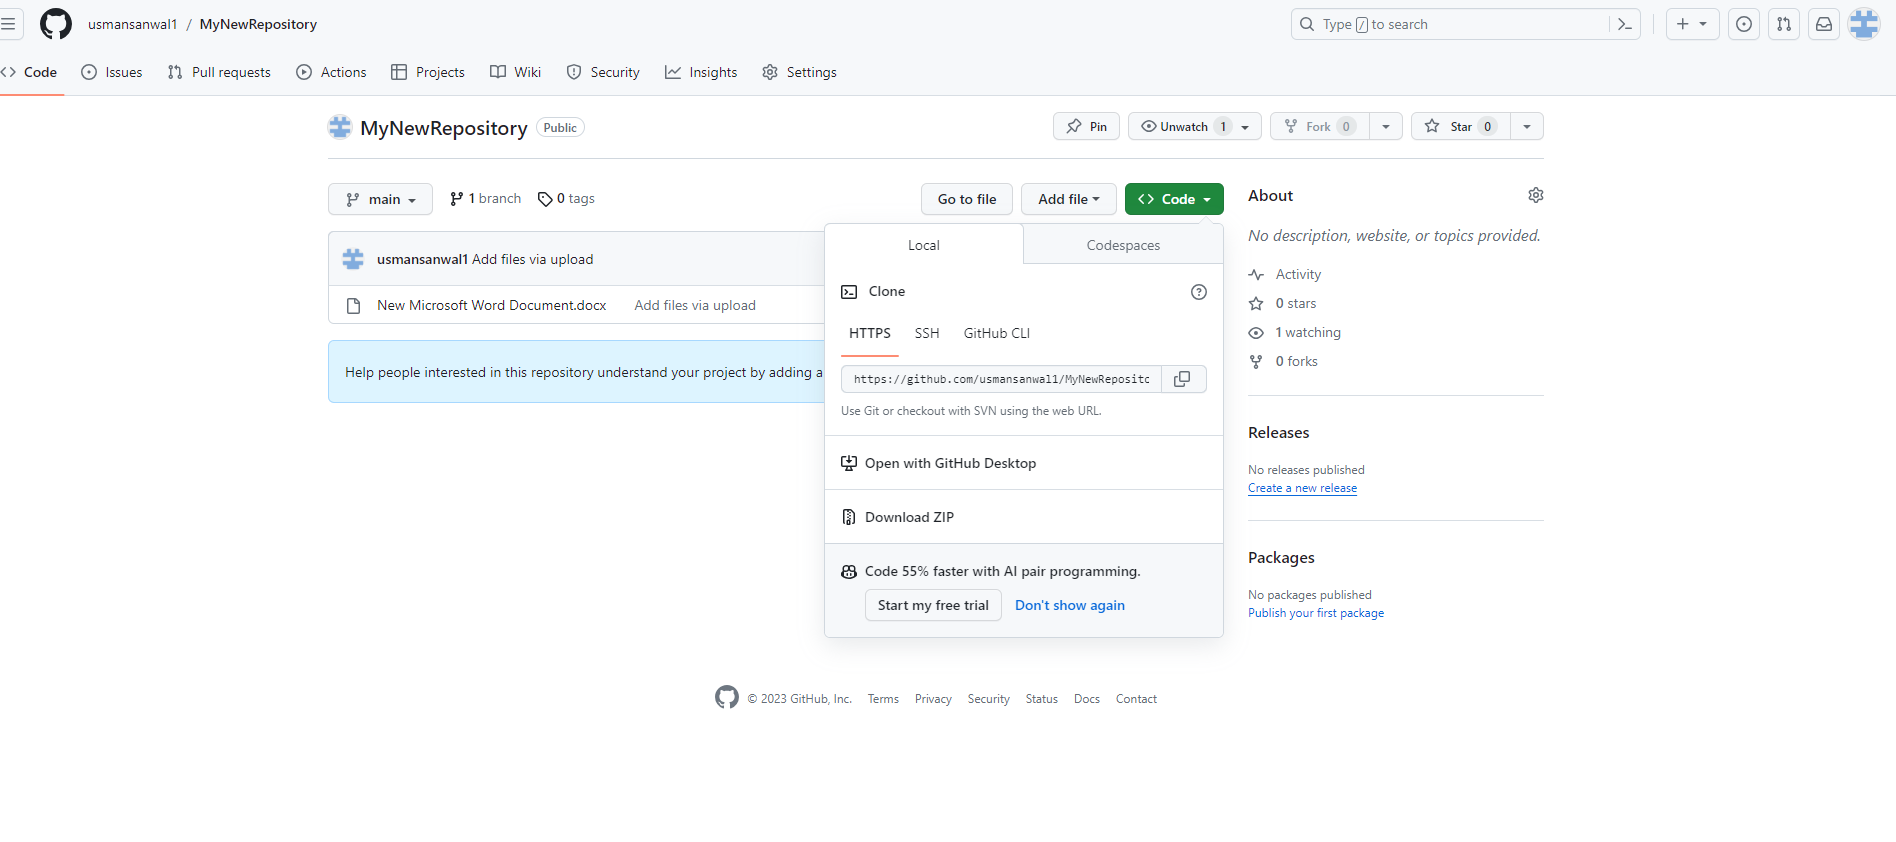 usmansanwal1 / MyNewRepository
Type / to search
Code Issues Pull requests Actions Projects Wiki Security Insights Settings
MyNewRepository Public
Pin Unwatch 1 Fork 0 Star 0
main 1 branch 0 tags Go to file Add file Code
usmansanwal1 Add files via upload
New Microsoft Word Document.docx Add files via upload
Help people interested in this repository understand your project by adding a
Local Codespaces
Clone
HTTPS SSH GitHub CLI
https://github.com/usmansanwal1/MyNewReposito
Use Git or checkout with SVN using the web URL.
Open with GitHub Desktop
Download ZIP
Code 55% faster with AI pair programming.
Start my free trial Don't show again
About
No description, website, or topics provided.
Activity
0 stars
1 watching
0 forks
Releases
No releases published
Create a new release
Packages
No packages published
Publish your first package
© 2023 GitHub, Inc. Terms Privacy Security Status Docs Contact